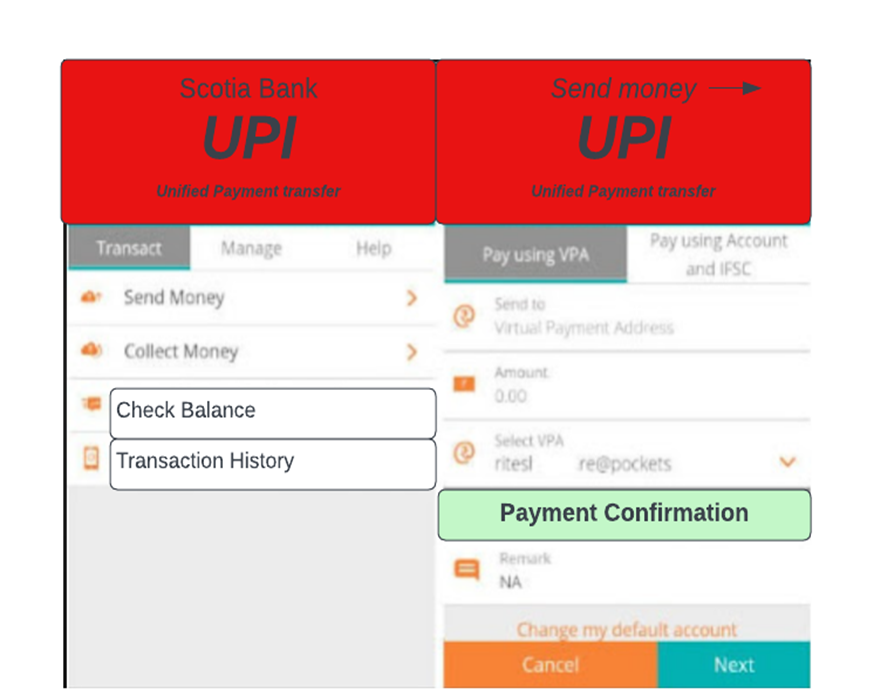 Scotia Bank
UPI
Unified Payment transfer
Transact Manage Help
Send Money
Collect Money
Check Balance
Transaction History
Send money
UPI
Unified Payment transfer
Pay using VPA
Pay using Account
and IFSC
Send to
Virtual Payment Address
Amount
0.00
Select VPA
re@pockets
Payment Confirmation
Remark
NA
Change my default account
Cancel Next